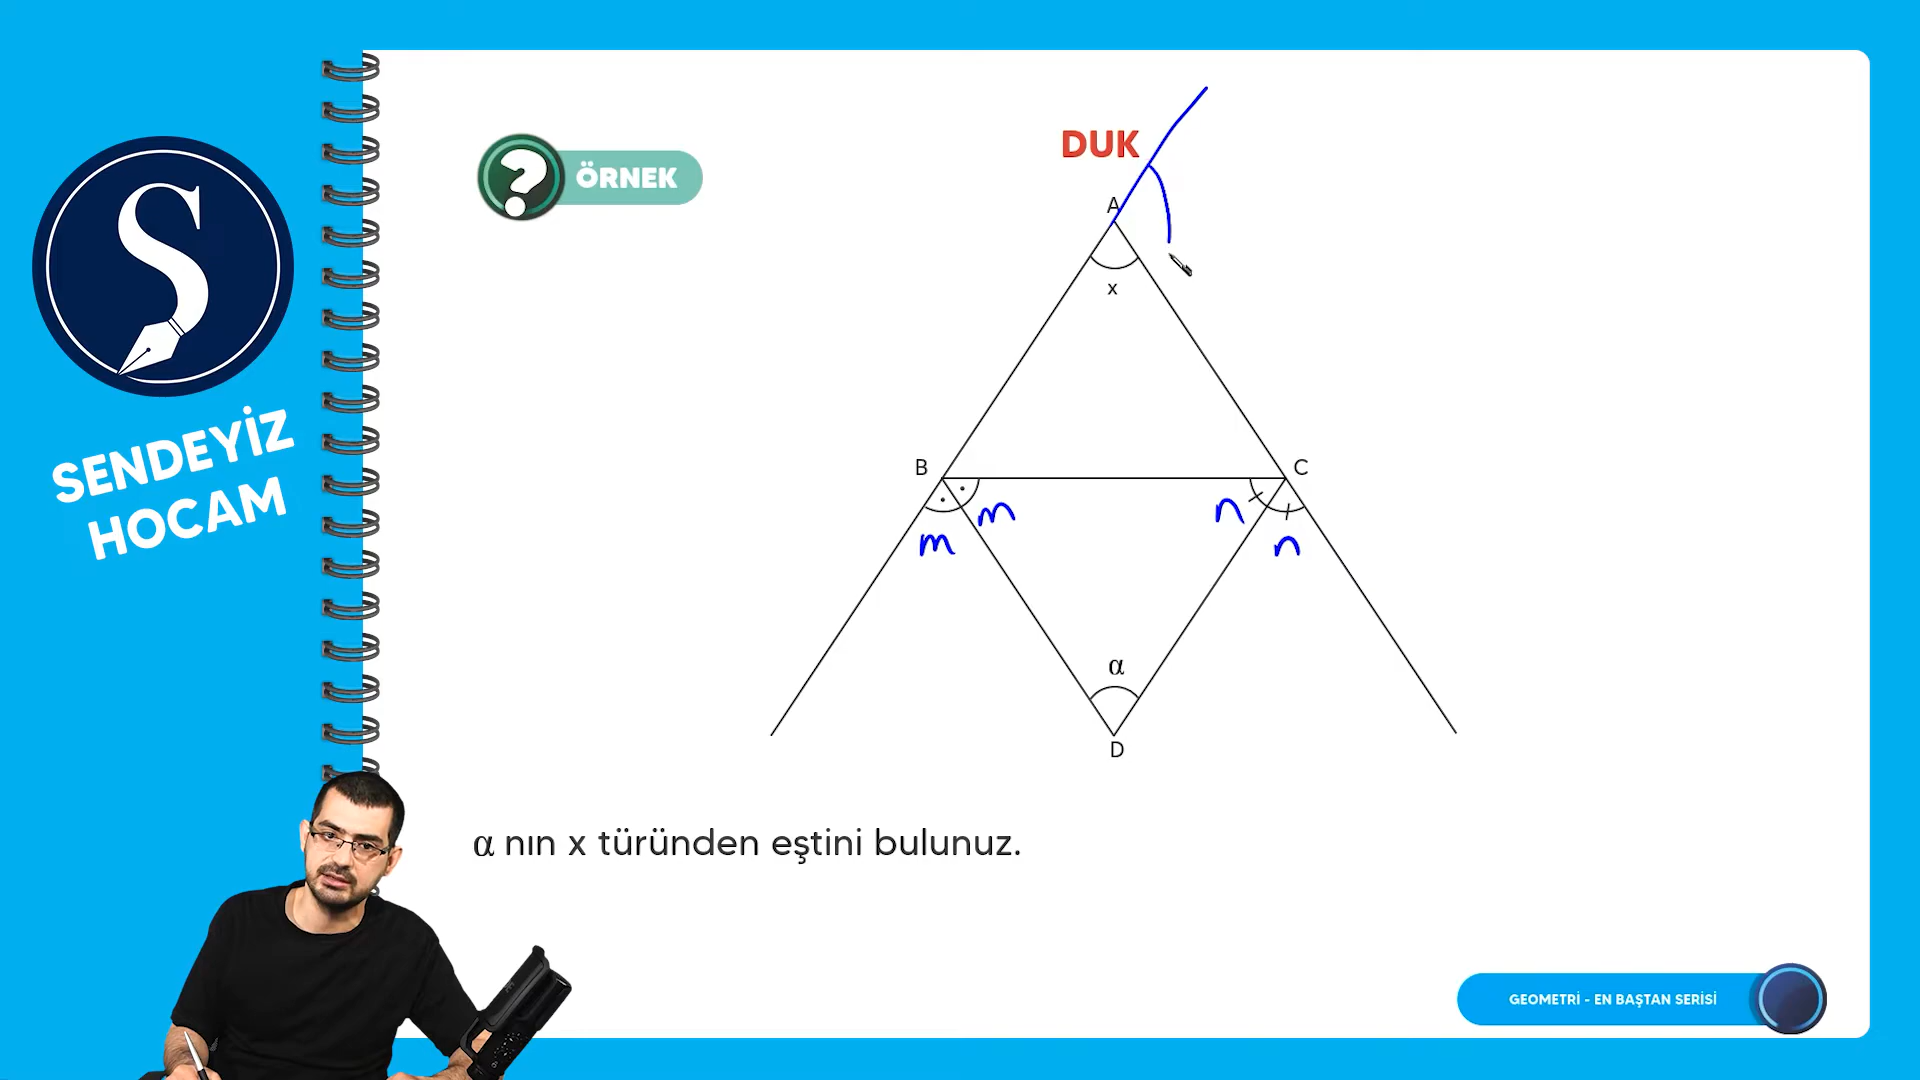 SENDEYİZ
HOCAM
ÖRNEK
DUK
A
x
B
C
m
m
n
n
α
D
α nın x türünden eştini bulunuz.
GEOMETRİ - EN BAŞTAN SERİSİ